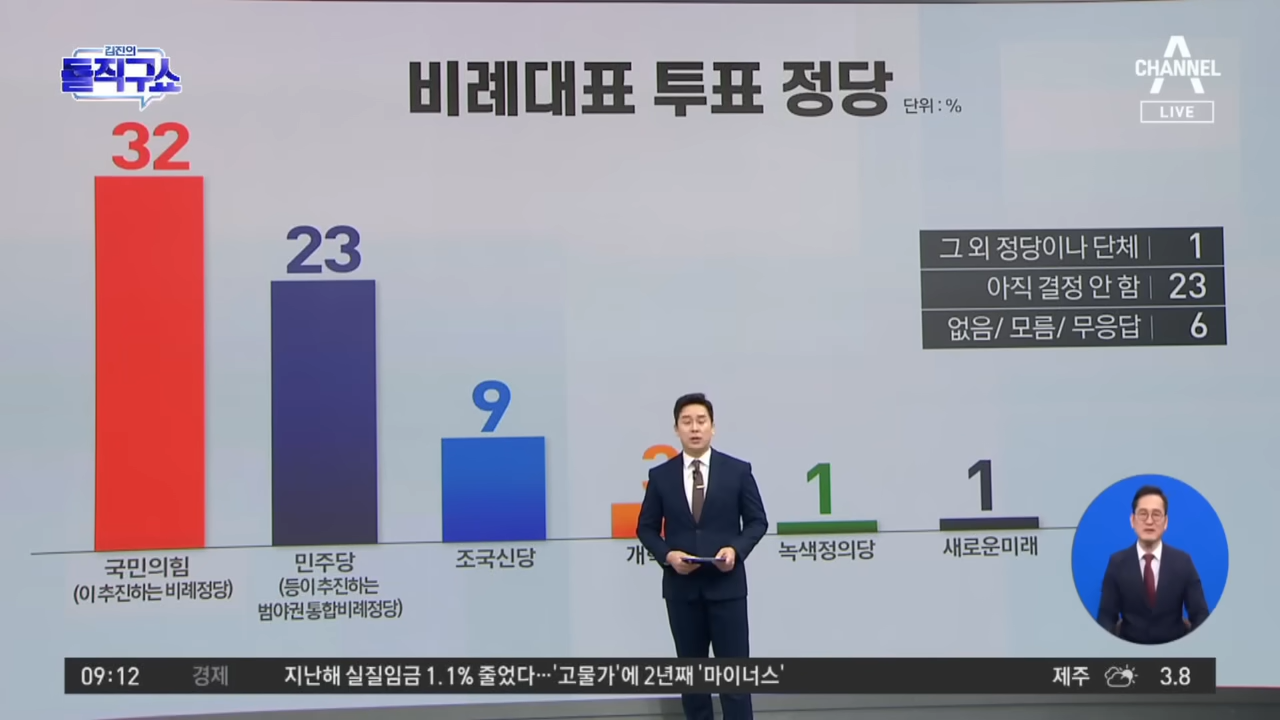 김진의
돌직구쇼
비례대표 투표 정당
단위 : %
CHANNEL
LIVE
32
23
9
1
1
그 외 정당이나 단체 1
아직 결정 안 함 23
없음/ 모름/ 무응답 6
국민의힘
(이 추진하는 비례정당)
민주당
(등이 추진하는
범야권 통합비례정당)
조국신당
녹색정의당
새로운미래
09:12 경제 지난해 실질임금 1.1% 줄었다…'고물가'에 2년째 '마이너스' 제주 3.8